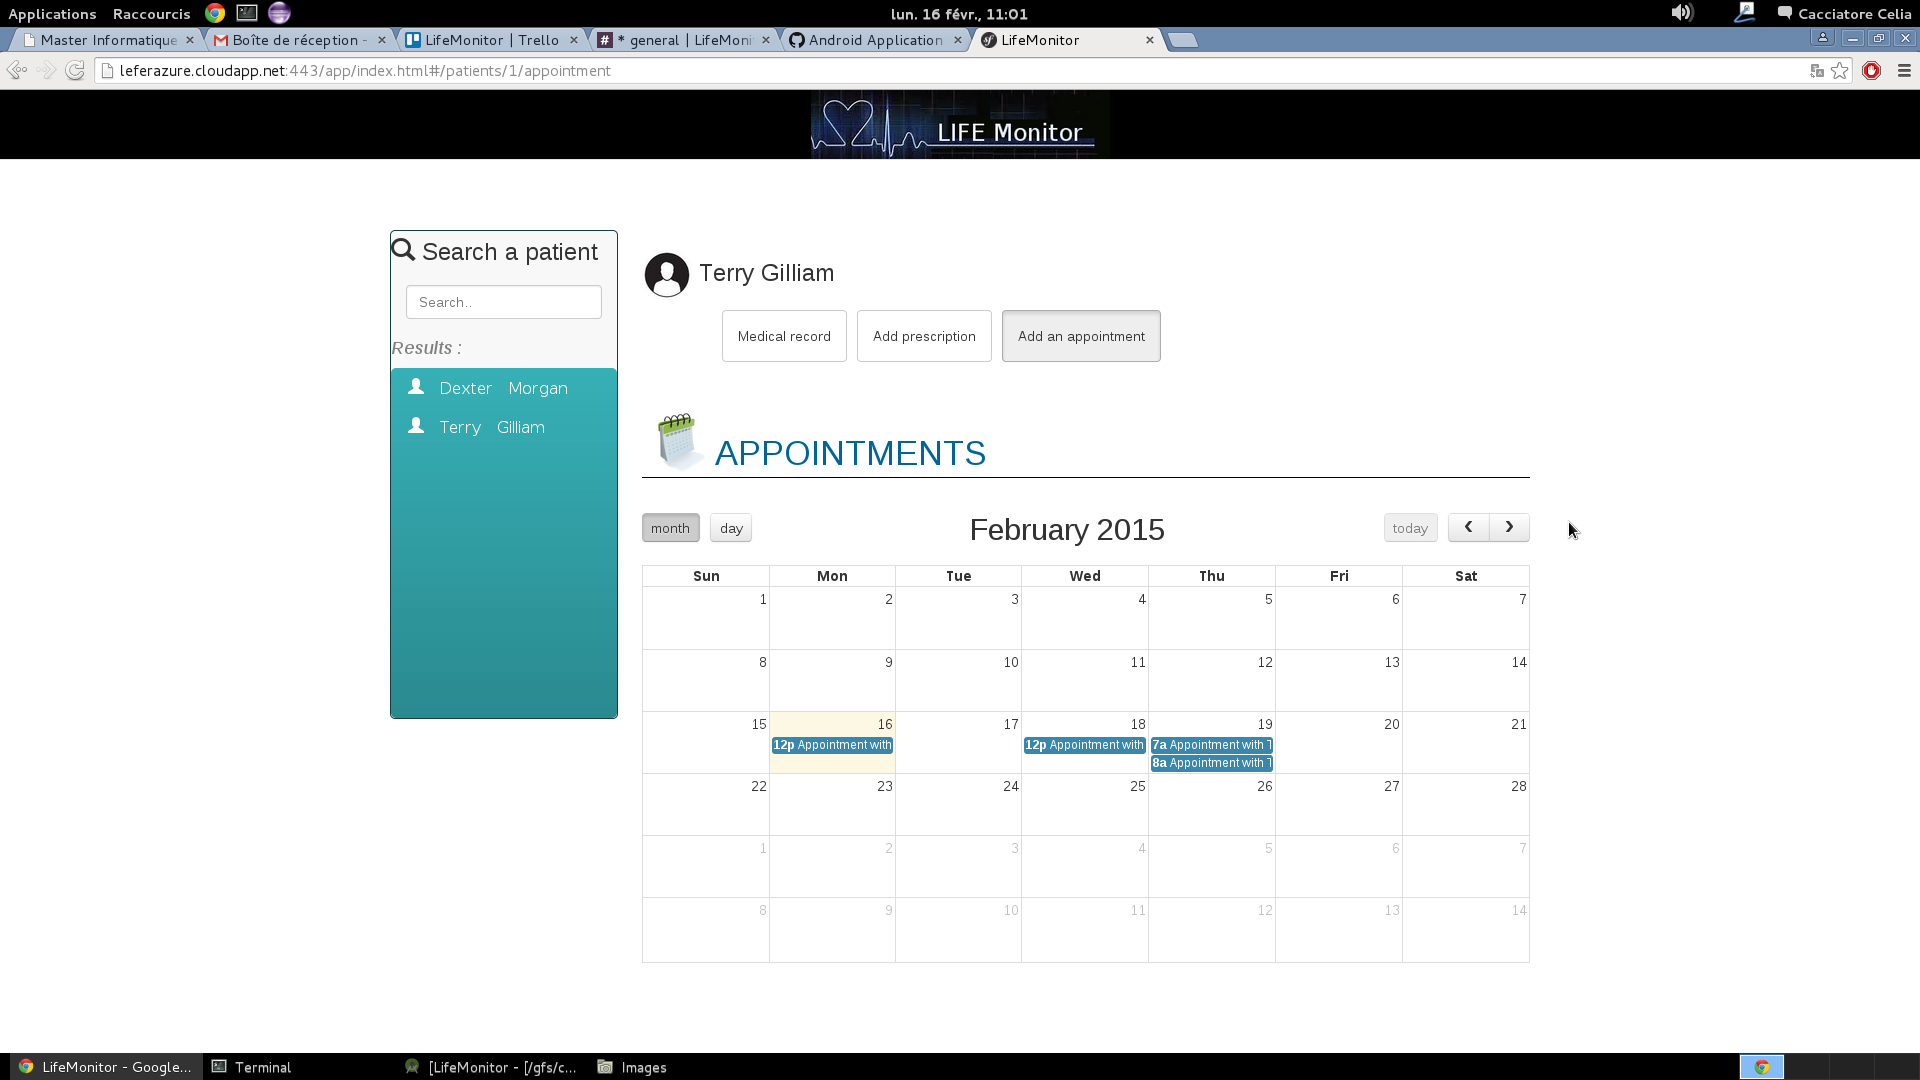 Applications Raccourcis lun. 16 févr., 11:01 Cacciatore Celia
Master Informatique Boîte de réception - LifeMonitor | Trello * general | LifeMoni Android Application LifeMonitor
leferazure.cloudapp.net:443/app/index.html#/patients/1/appointment
LIFE Monitor
Search a patient
Search..
Results :
Dexter Morgan
Terry Gilliam
Terry Gilliam
Medical record Add prescription Add an appointment
APPOINTMENTS
month day February 2015 today
Sun Mon Tue Wed Thu Fri Sat
1 2 3 4 5 6 7
8 9 10 11 12 13 14
15 16 17 18 19 20 21
12p Appointment with 12p Appointment with 7a Appointment with T
8a Appointment with T
22 23 24 25 26 27 28
1 2 3 4 5 6 7
8 9 10 11 12 13 14
LifeMonitor - Google... Terminal [LifeMonitor - [/gfs/c... Images